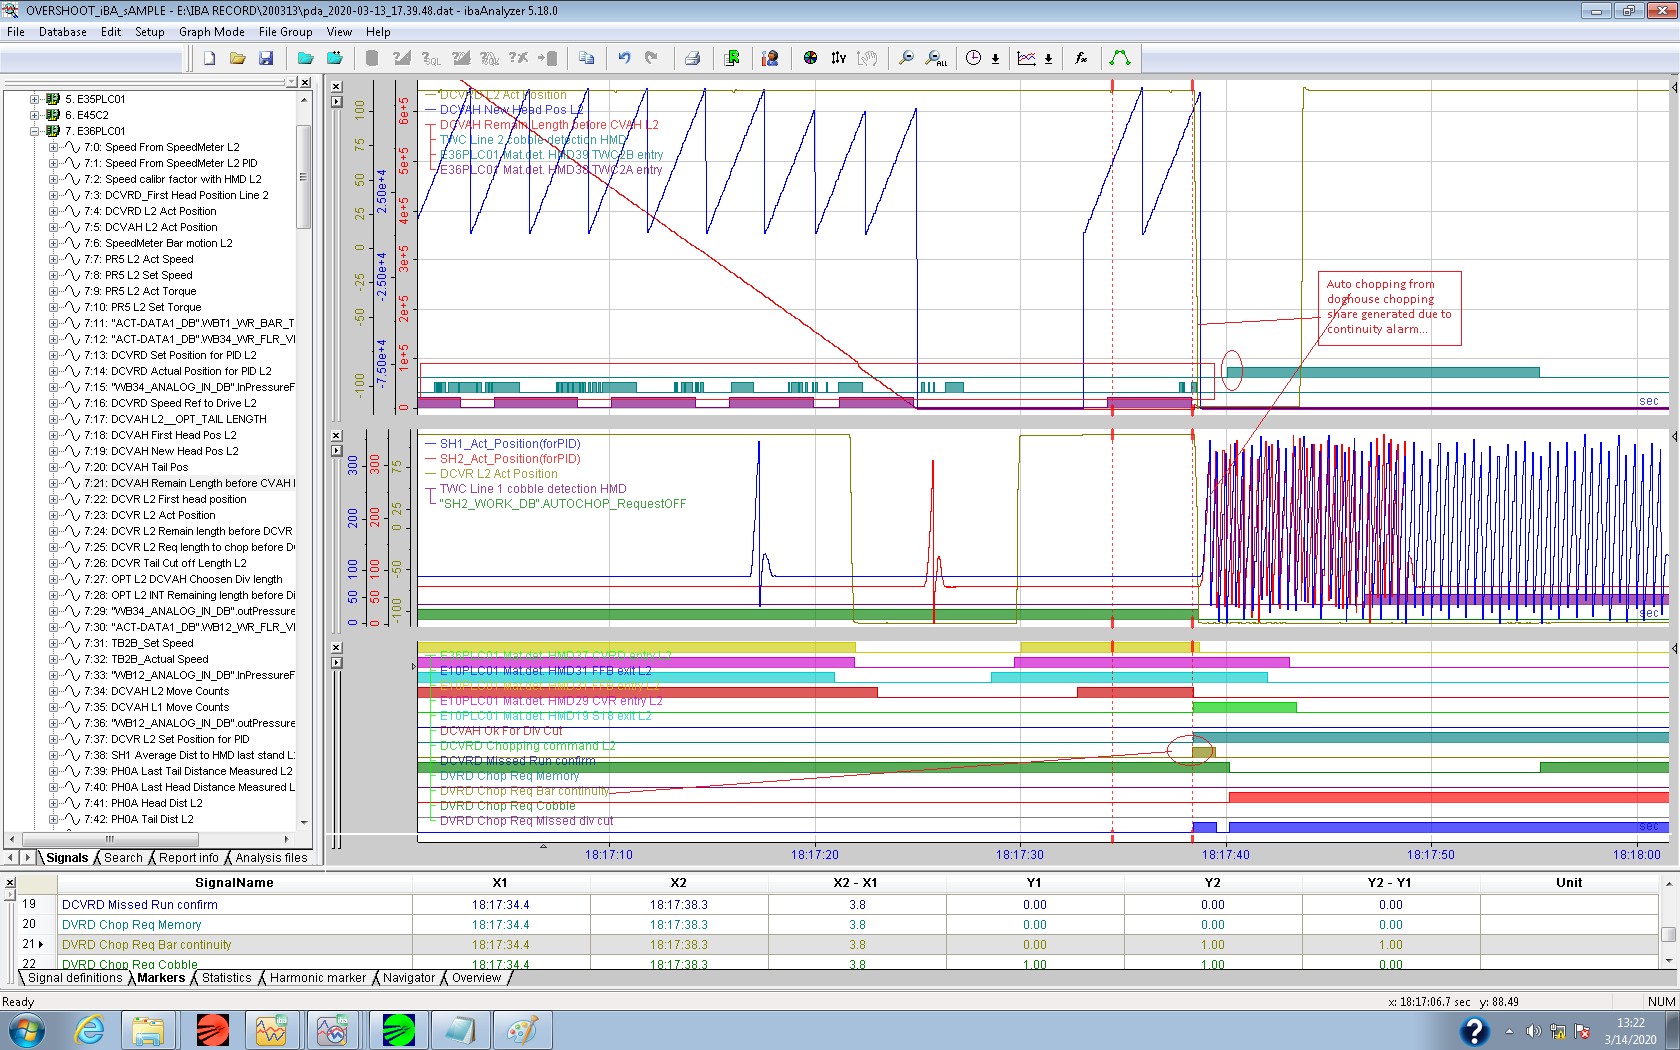 OVERSHOOT_iBA_sAMPLE - E:\IBA RECORD\200313\pda_2020-03-13_17.39.48.dat - ibaAnalyzer 5.18.0
File Database Edit Setup Graph Mode File Group View Help
5. E35PLC01
6. E45C2
7. E36PLC01
7:0: Speed From SpeedMeter L2
7:1: Speed From SpeedMeter L2 PID
7:2: Speed calibr factor with HMD L2
7:3: DCVRD_First Head Position Line 2
7:4: DCVRD L2 Act Position
7:5: DCVAH L2 Act Position
7:6: SpeedMeter Bar motion L2
7:7: PR5 L2 Act Speed
7:8: PR5 L2 Set Speed
7:9: PR5 L2 Act Torque
7:10: PR5 L2 Set Torque
7:11: "ACT-DATA1_DB".WBT1_WR_BAR_T
7:12: "ACT-DATA1_DB".WB34_WR_FLR_VI
7:13: DCVRD Set Position for PID L2
7:14: DCVRD Actual Position for PID L2
7:15: "WB34_ANALOG_IN_DB".InPressureF
7:16: DCVRD Speed Ref to Drive L2
7:17: DCVAH L2__OPT_TAIL LENGTH
7:18: DCVAH First Head Pos L2
7:19: DCVAH New Head Pos L2
7:20: DCVAH Tail Pos
7:21: DCVAH Remain Length before CVAH l
7:22: DCVR L2 First head position
7:23: DCVR L2 Act Position
7:24: DCVR L2 Remain length before DCVR
7:25: DCVR L2 Req length to chop before D
7:26: DCVR Tail Cut off Length L2
7:27: OPT L2 DCVAH Choosen Div length
7:28: OPT L2 INT Remaining length before Di
7:29: "WB34_ANALOG_IN_DB".outPressure
7:30: "ACT-DATA1_DB".WB12_WR_FLR_VI
7:31: TB2B_Set Speed
7:32: TB2B_Actual Speed
7:33: "WB12_ANALOG_IN_DB".InPressureF
7:34: DCVAH L2 Move Counts
7:35: DCVAH L1 Move Counts
7:36: "WB12_ANALOG_IN_DB".outPressure
7:37: DCVR L2 Set Position for PID
7:38: SH1 Average Dist to HMD last stand L
7:39: PH0A Last Tail Distance Measured L2
7:40: PH0A Last Head Distance Measured L
7:41: PH0A Head Dist L2
7:42: PH0A Tail Dist L2
Signals Search Report info Analysis files
DCVRD L2 Act Position
DCVAH New Head Pos L2
DCVAH Remain Length before CVAH L2
TWC Line 2 cobble detection HMD
E36PLC01 Mat.det. HMD39 TWC2B entry
E36PLC01 Mat.det. HMD38 TWC2A entry
100 75 50 25 0 -25 -50 -100
2.50e+4 -2.50e+4 -7.50e+4
6e+5 5e+5 4e+5 3e+5 2e+5 1e+5 0
Auto chopping from
doghouse chopping
share generated due to
continuity alarm...
sec
SH1_Act_Position(forPID)
SH2_Act_Position(forPID)
DCVR L2 Act Position
TWC Line 1 cobble detection HMD
"SH2_WORK_DB".AUTOCHOP_RequestOFF
300 200 100 50 0
300 200 100 50 0
75 25 0 -50 -100
sec
E36PLC01 Mat.det. HMD37 CVRD entry L2
E10PLC01 Mat.det. HMD31 FFB exit L2
E10PLC01 Mat.det. HMD31 FFB entry L2
E10PLC01 Mat.det. HMD29 CVR entry L2
E10PLC01 Mat.det. HMD19 S18 exit L2
DCVAH Ok For Div Cut
DCVRD Chopping command L2
DCVRD Missed Run confirm
DVRD Chop Req Memory
DVRD Chop Req Bar continuity
DVRD Chop Req Cobble
DVRD Chop Req Missed div cut
sec
18:17:10 18:17:20 18:17:30 18:17:40 18:17:50 18:18:00
SignalName X1 X2 X2 - X1 Y1 Y2 Y2 - Y1 Unit
19 DCVRD Missed Run confirm 18:17:34.4 18:17:38.3 3.8 0.00 0.00 0.00
20 DVRD Chop Req Memory 18:17:34.4 18:17:38.3 3.8 0.00 0.00 0.00
21 DVRD Chop Req Bar continuity 18:17:34.4 18:17:38.3 3.8 0.00 1.00 1.00
22 DVRD Chop Req Cobble 18:17:34.4 18:17:38.3 3.8 1.00 1.00 0.00
Signal definitions Markers Statistics Harmonic marker Navigator Overview
Ready x: 18:17:06.7 sec y: 88.49 NUM
13:22
3/14/2020